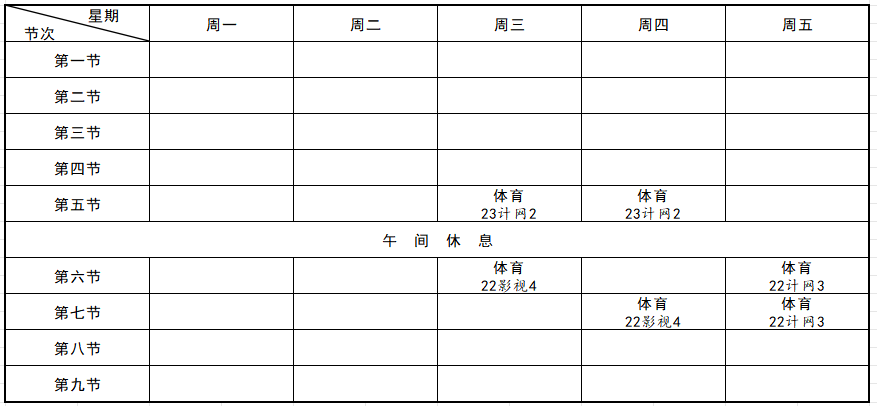 星期
节次
周一 周二 周三 周四 周五
第一节
第二节
第三节
第四节
第五节 体育 体育
23计网2 23计网2
午 间 休 息
第六节 体育 体育
22影视4 22计网3
第七节 体育 体育
22影视4 22计网3
第八节
第九节